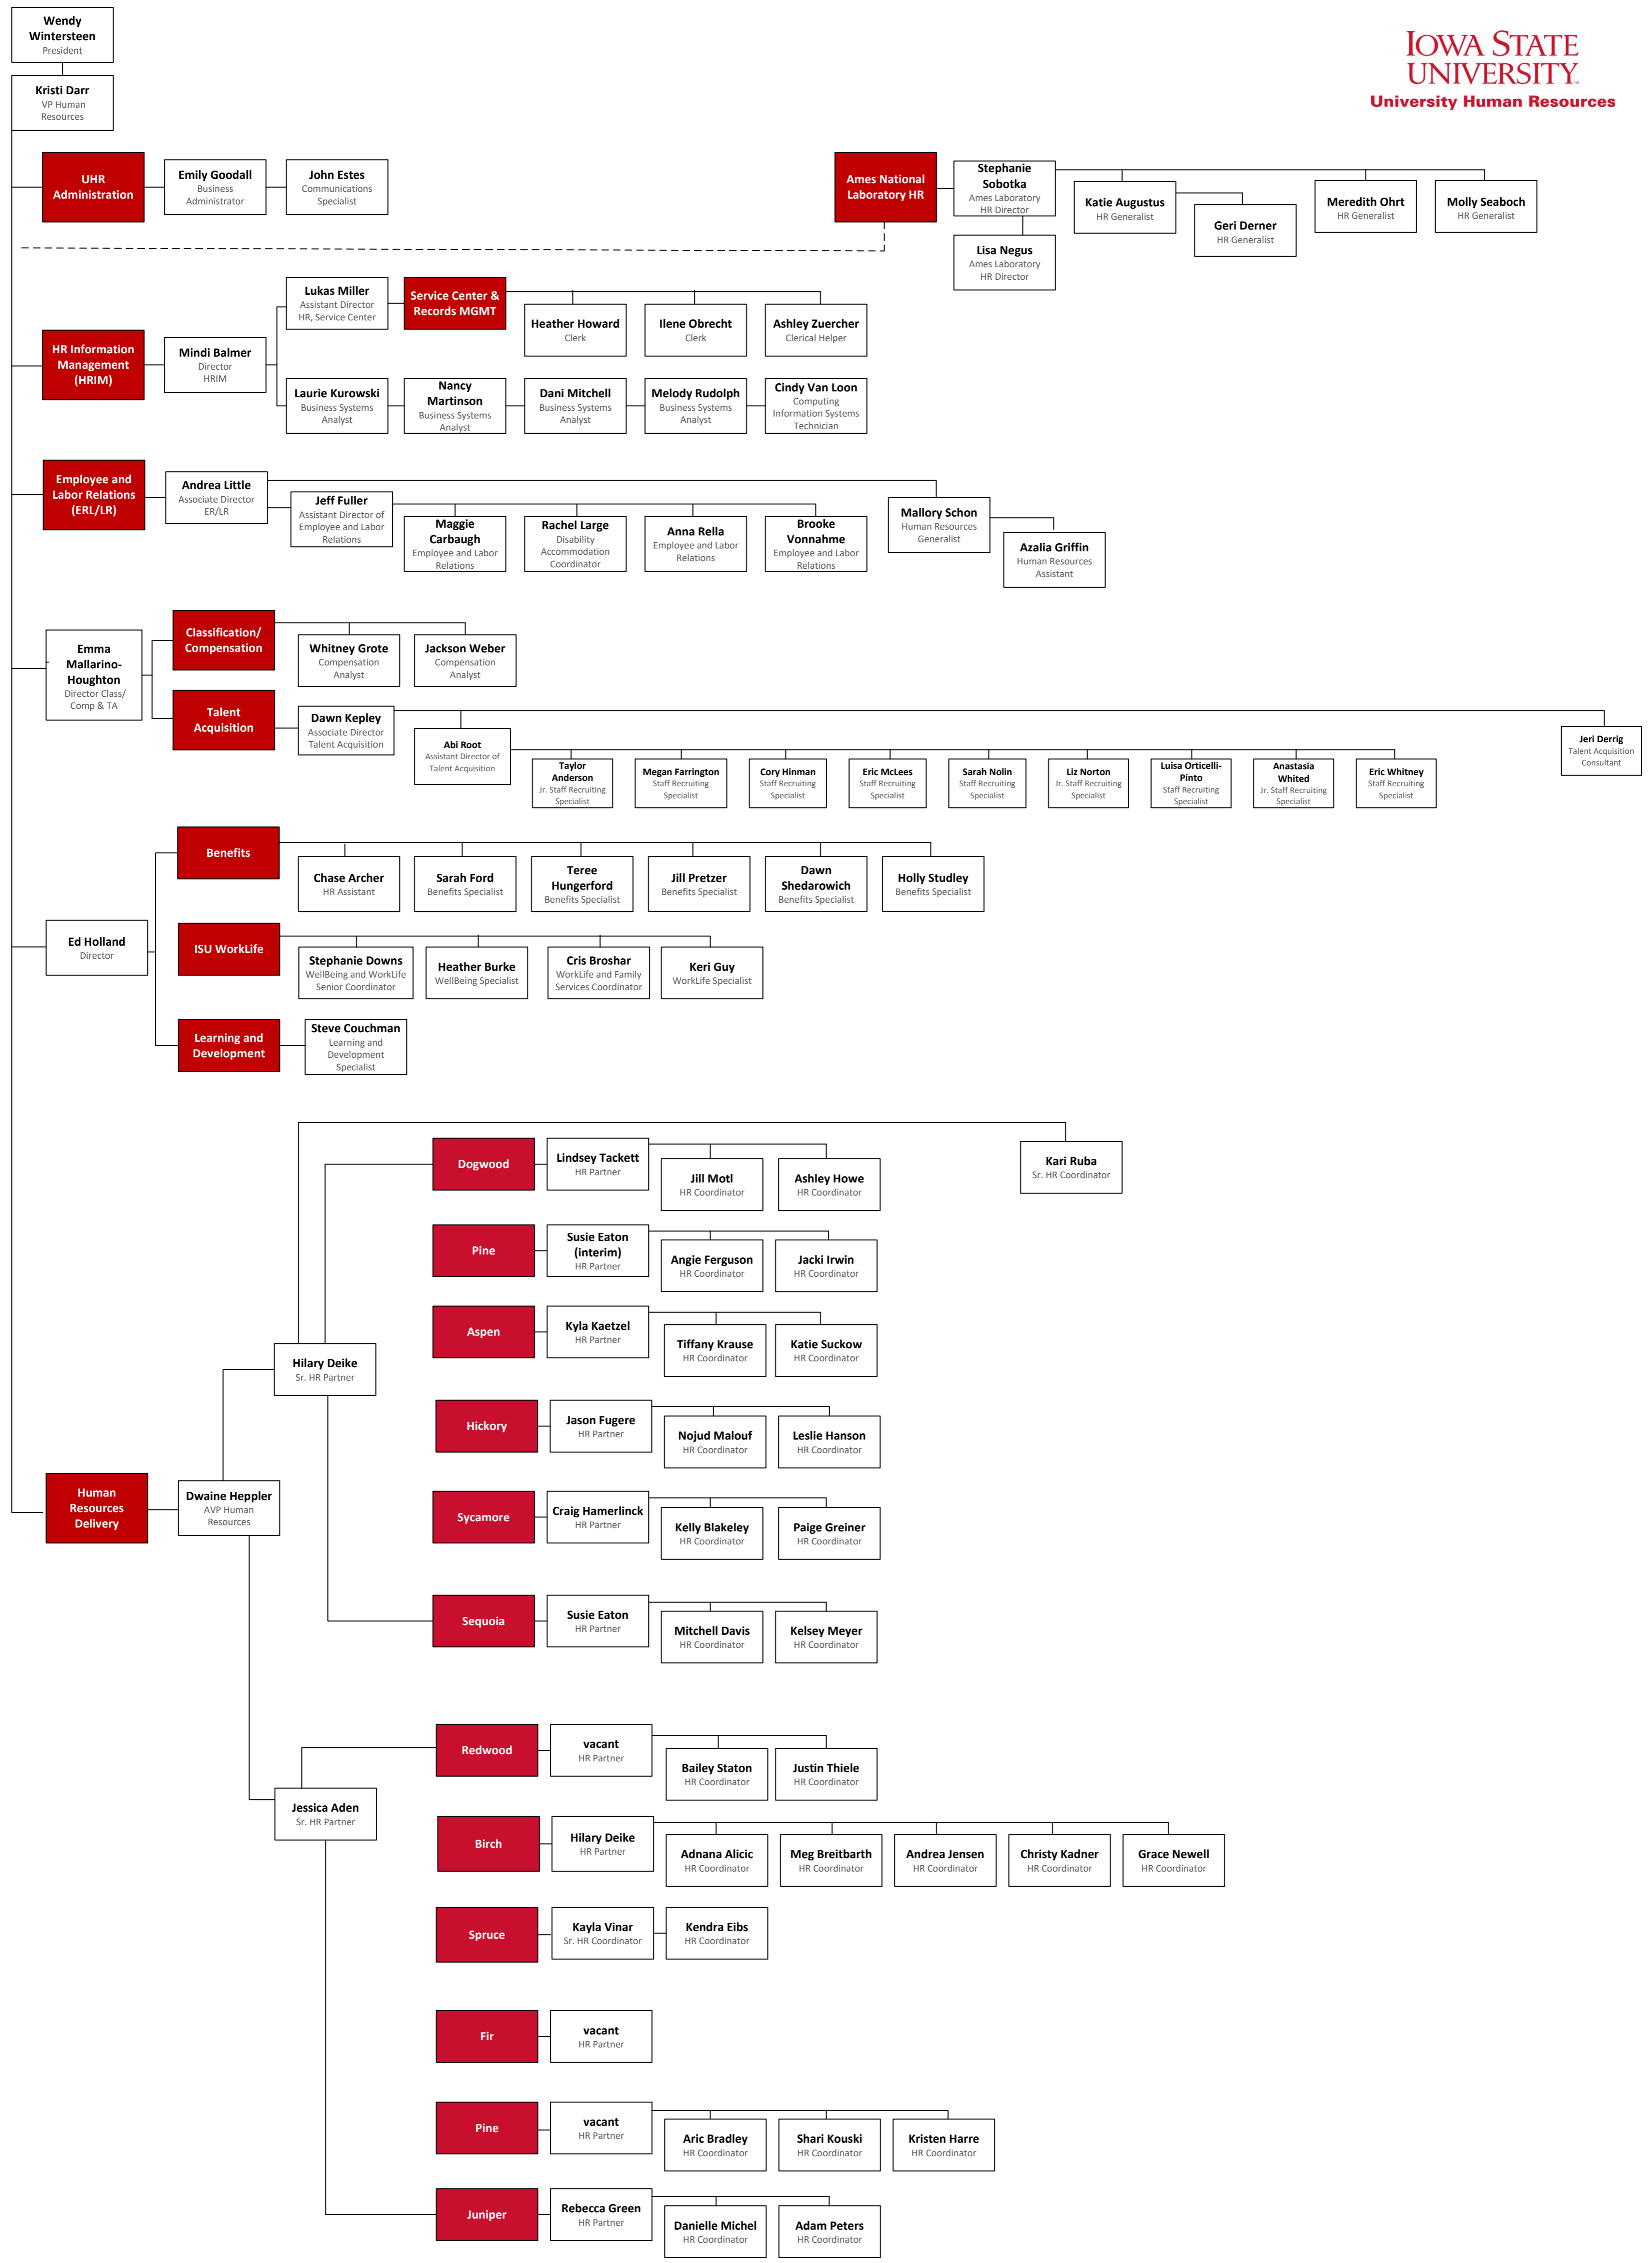 Wendy
Wintersteen
President
IOWA STATE
UNIVERSITY™
University Human Resources
Kristi Darr
VP Human
Resources
UHR
Administration
Emily Goodall
Business
Administrator
John Estes
Communications
Specialist
Ames National
Laboratory HR
Stephanie
Sobotka
Ames Laboratory
HR Director
Katie Augustus
HR Generalist
Geri Derner
HR Generalist
Meredith Ohrt
HR Generalist
Molly Seaboch
HR Generalist
Lisa Negus
Ames Laboratory
HR Director
HR Information
Management
(HRIM)
Mindi Balmer
Director
HRIM
Lukas Miller
Assistant Director
HR, Service Center
Service Center &
Records MGMT
Heather Howard
Clerk
Ilene Obrecht
Clerk
Ashley Zuercher
Clerical Helper
Laurie Kurowski
Business Systems
Analyst
Nancy
Martinson
Business Systems
Analyst
Dani Mitchell
Business Systems
Analyst
Melody Rudolph
Business Systems
Analyst
Cindy Van Loon
Computing
Information Systems
Technician
Employee and
Labor Relations
(ERL/LR)
Andrea Little
Associate Director
ER/LR
Jeff Fuller
Assistant Director of
Employee and Labor
Relations
Maggie
Carbaugh
Employee and Labor
Relations
Rachel Large
Disability
Accommodation
Coordinator
Anna Rella
Employee and Labor
Relations
Brooke
Vonnahme
Employee and Labor
Relations
Mallory Schon
Human Resources
Generalist
Azalia Griffin
Human Resources
Assistant
Emma
Mallarino-
Houghton
Director Class/
Comp & TA
Classification/
Compensation
Whitney Grote
Compensation
Analyst
Jackson Weber
Compensation
Analyst
Talent
Acquisition
Dawn Kepley
Associate Director
Talent Acquisition
Abi Root
Assistant Director of
Talent Acquisition
Taylor
Anderson
Jr. Staff Recruiting
Specialist
Megan Farrington
Staff Recruiting
Specialist
Cory Hinman
Staff Recruiting
Specialist
Eric McLees
Staff Recruiting
Specialist
Sarah Nolin
Staff Recruiting
Specialist
Liz Norton
Jr. Staff Recruiting
Specialist
Luisa Orticelli-
Pinto
Staff Recruiting
Specialist
Anastasia
Whited
Jr. Staff Recruiting
Specialist
Eric Whitney
Staff Recruiting
Specialist
Jeri Derrig
Talent Acquisition
Consultant
Ed Holland
Director
Benefits
Chase Archer
HR Assistant
Sarah Ford
Benefits Specialist
Teree
Hungerford
Benefits Specialist
Jill Pretzer
Benefits Specialist
Dawn
Shedarowich
Benefits Specialist
Holly Studley
Benefits Specialist
ISU WorkLife
Stephanie Downs
WellBeing and WorkLife
Senior Coordinator
Heather Burke
WellBeing Specialist
Cris Broshar
WorkLife and Family
Services Coordinator
Keri Guy
WorkLife Specialist
Learning and
Development
Steve Couchman
Learning and
Development
Specialist
Human
Resources
Delivery
Dwaine Heppler
AVP Human
Resources
Hilary Deike
Sr. HR Partner
Kari Ruba
Sr. HR Coordinator
Dogwood
Lindsey Tackett
HR Partner
Jill Motl
HR Coordinator
Ashley Howe
HR Coordinator
Pine
Susie Eaton
(interim)
HR Partner
Angie Ferguson
HR Coordinator
Jacki Irwin
HR Coordinator
Aspen
Kyla Kaetzel
HR Partner
Tiffany Krause
HR Coordinator
Katie Suckow
HR Coordinator
Hickory
Jason Fugere
HR Partner
Nojud Malouf
HR Coordinator
Leslie Hanson
HR Coordinator
Sycamore
Craig Hamerlinck
HR Partner
Kelly Blakeley
HR Coordinator
Paige Greiner
HR Coordinator
Sequoia
Susie Eaton
HR Partner
Mitchell Davis
HR Coordinator
Kelsey Meyer
HR Coordinator
Jessica Aden
Sr. HR Partner
Redwood
vacant
HR Partner
Bailey Staton
HR Coordinator
Justin Thiele
HR Coordinator
Birch
Hilary Deike
HR Partner
Adnana Alicic
HR Coordinator
Meg Breitbarth
HR Coordinator
Andrea Jensen
HR Coordinator
Christy Kadner
HR Coordinator
Grace Newell
HR Coordinator
Spruce
Kayla Vinar
Sr. HR Coordinator
Kendra Eibs
HR Coordinator
Fir
vacant
HR Partner
Pine
vacant
HR Partner
Aric Bradley
HR Coordinator
Shari Kouski
HR Coordinator
Kristen Harre
HR Coordinator
Juniper
Rebecca Green
HR Partner
Danielle Michel
HR Coordinator
Adam Peters
HR Coordinator